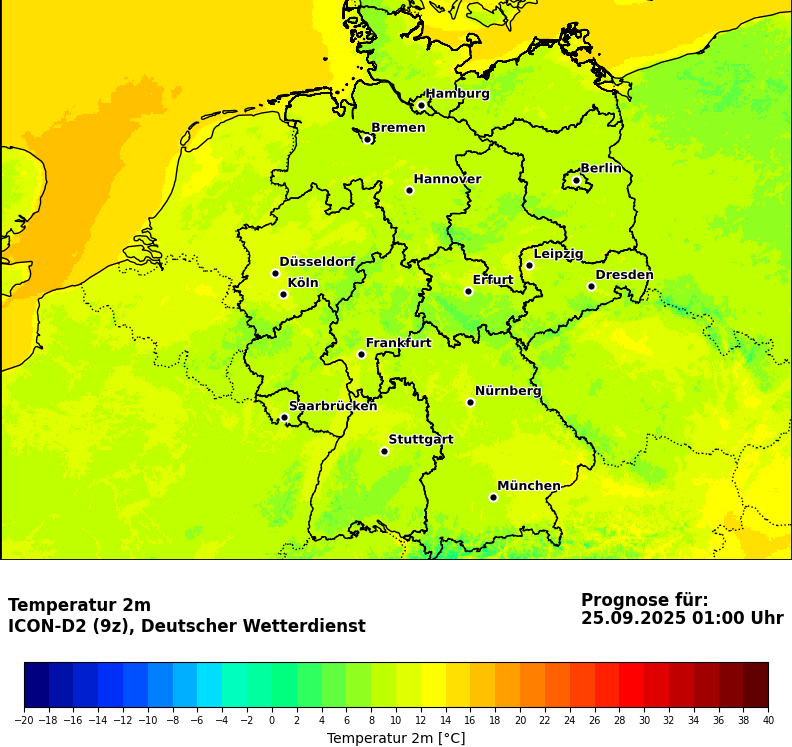 Hamburg
Bremen
Berlin
Hannover
Leipzig
Düsseldorf
Dresden
Köln
Erfurt
Frankfurt
Nürnberg
Saarbrücken
Stuttgart
München
Temperatur 2m
ICON-D2 (9z), Deutscher Wetterdienst
Prognose für:
25.09.2025 01:00 Uhr
−20 −18 −16 −14 −12 −10 −8 −6 −4 −2 0 2 4 6 8 10 12 14 16 18 20 22 24 26 28 30 32 34 36 38 40
Temperatur 2m [°C]